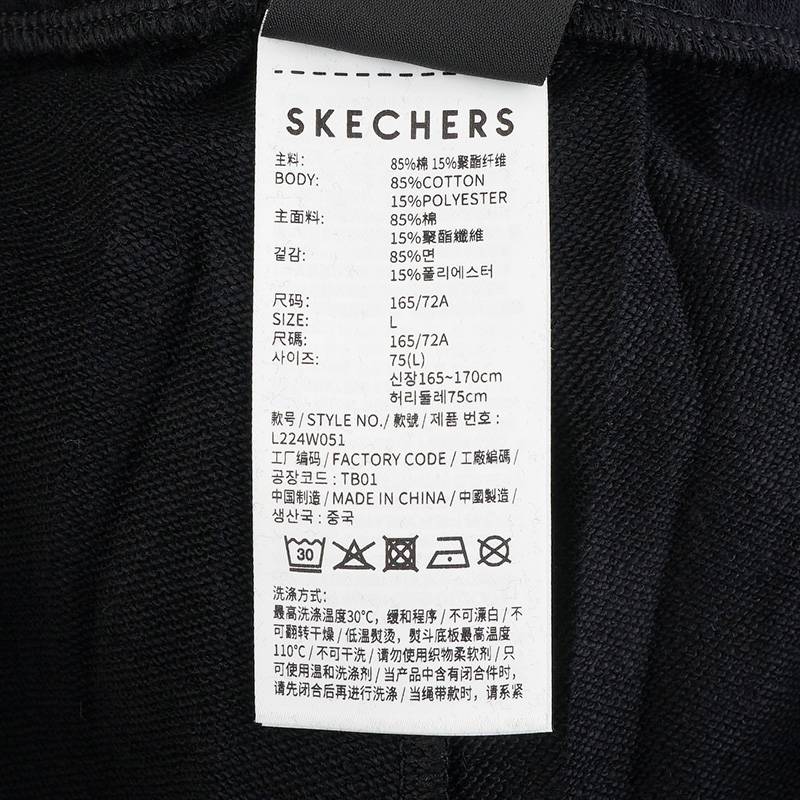 SKECHERS
主料: 85%棉 15%聚酯纤维
BODY: 85%COTTON
15%POLYESTER
主面料: 85%棉
15%聚酯纖維
겉감: 85%면
15%폴리에스터
尺码: 165/72A
SIZE: L
尺碼: 165/72A
사이즈: 75(L)
신장165~170cm
허리둘레75cm
款号 / STYLE NO./ 款號 / 제품 번호 :
L224W051
工厂编码 / FACTORY CODE / 工廠編碼 /
공장코드 : TB01
中国制造 / MADE IN CHINA / 中國製造 /
생산국 : 중국
30
洗涤方式:
最高洗涤温度30℃，缓和程序 / 不可漂白 / 不
可翻转干燥 / 低温熨烫，熨斗底板最高温度
110℃ / 不可干洗 / 请勿使用织物柔软剂 / 只
可使用温和洗涤剂 / 当产品中含有闭合件时，
请先闭合后再进行洗涤 / 当绳带款时，请系紧